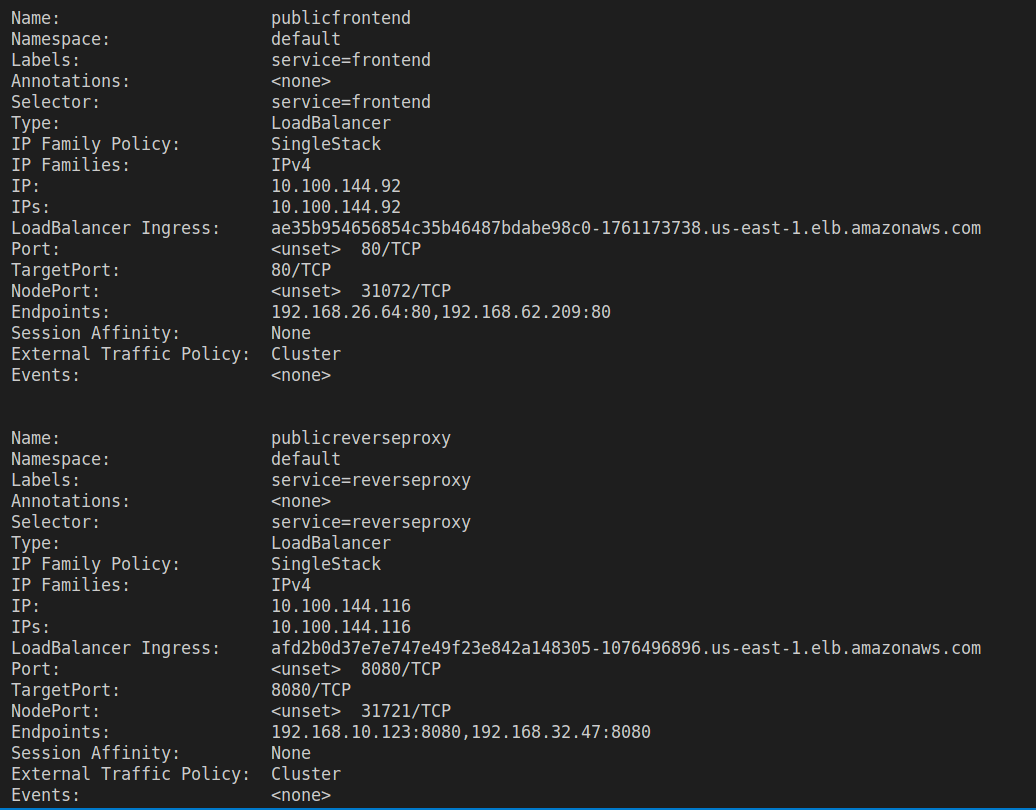 Name: publicfrontend
Namespace: default
Labels: service=frontend
Annotations: <none>
Selector: service=frontend
Type: LoadBalancer
IP Family Policy: SingleStack
IP Families: IPv4
IP: 10.100.144.92
IPs: 10.100.144.92
LoadBalancer Ingress: ae35b954656854c35b46487bdabe98c0-1761173738.us-east-1.elb.amazonaws.com
Port: <unset> 80/TCP
TargetPort: 80/TCP
NodePort: <unset> 31072/TCP
Endpoints: 192.168.26.64:80,192.168.62.209:80
Session Affinity: None
External Traffic Policy: Cluster
Events: <none>
Name: publicreverseproxy
Namespace: default
Labels: service=reverseproxy
Annotations: <none>
Selector: service=reverseproxy
Type: LoadBalancer
IP Family Policy: SingleStack
IP Families: IPv4
IP: 10.100.144.116
IPs: 10.100.144.116
LoadBalancer Ingress: afd2b0d37e7e747e49f23e842a148305-1076496896.us-east-1.elb.amazonaws.com
Port: <unset> 8080/TCP
TargetPort: 8080/TCP
NodePort: <unset> 31721/TCP
Endpoints: 192.168.10.123:8080,192.168.32.47:8080
Session Affinity: None
External Traffic Policy: Cluster
Events: <none>